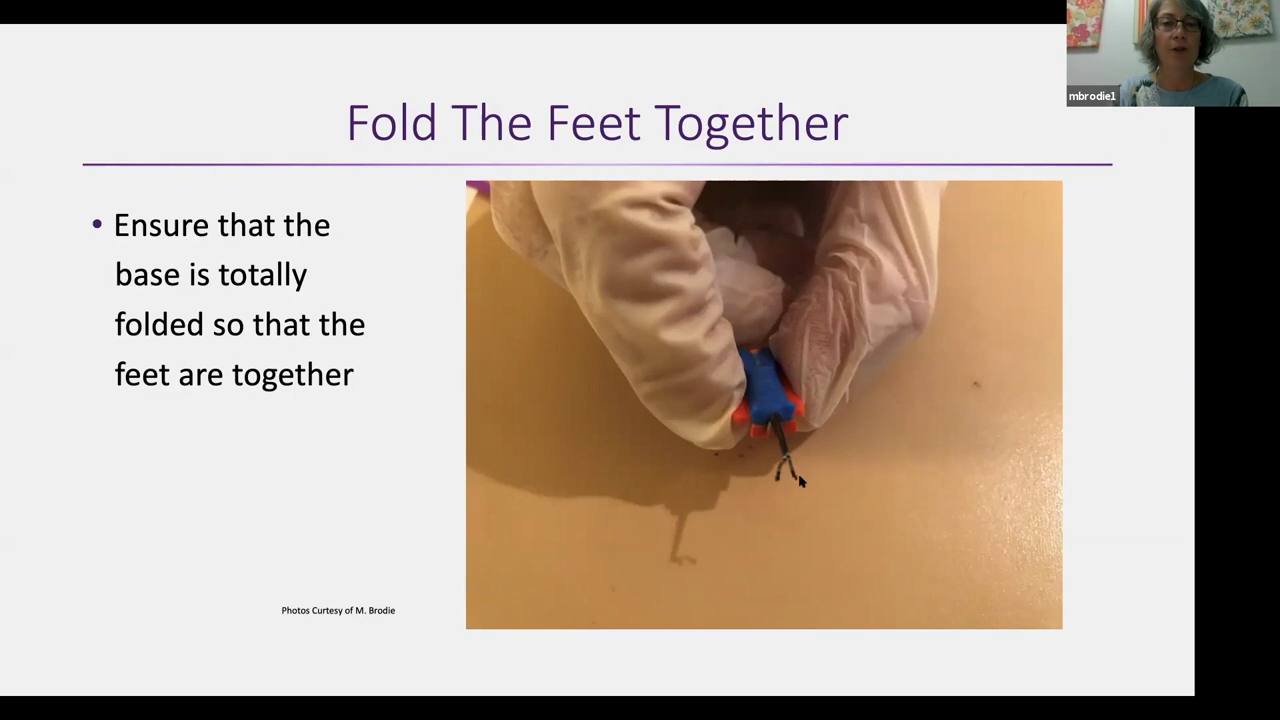 mbrodie1
Fold The Feet Together
• Ensure that the
base is totally
folded so that the
feet are together
Photos Curtesy of M. Brodie